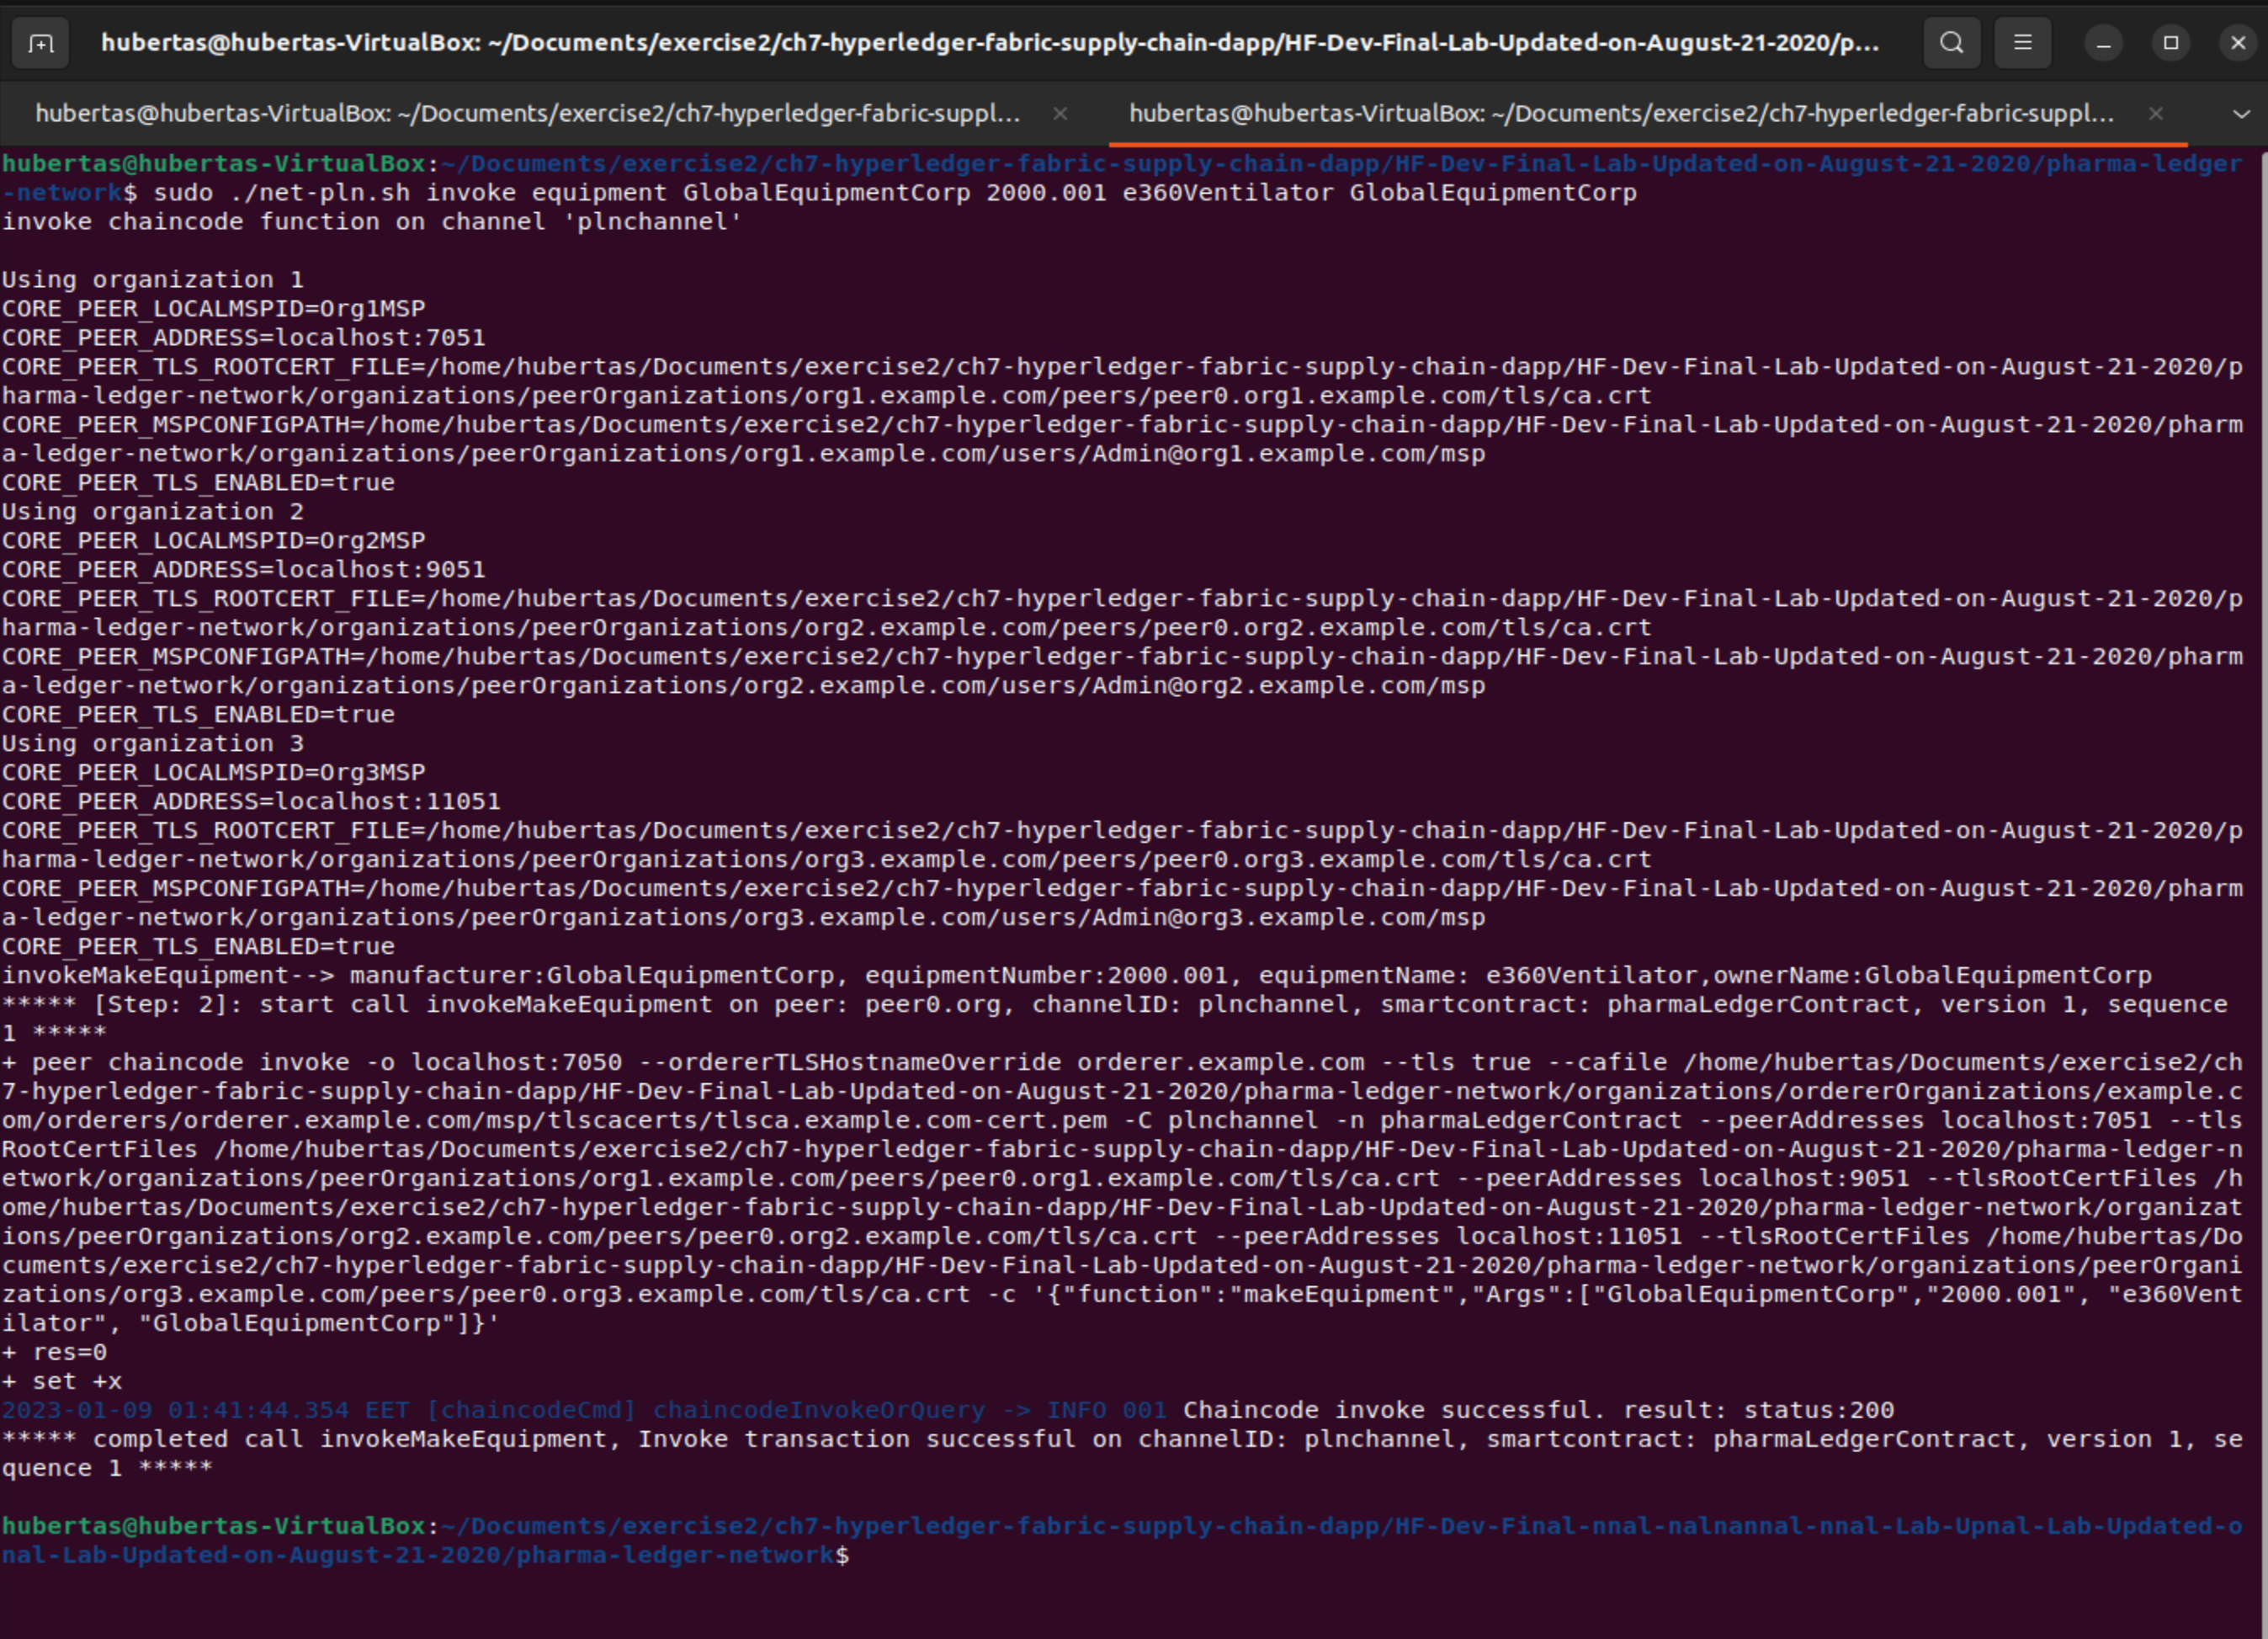 hubertas@hubertas-VirtualBox: ~/Documents/exercise2/ch7-hyperledger-fabric-supply-chain-dapp/HF-Dev-Final-Lab-Updated-on-August-21-2020/p...
hubertas@hubertas-VirtualBox: ~/Documents/exercise2/ch7-hyperledger-fabric-suppl...
hubertas@hubertas-VirtualBox: ~/Documents/exercise2/ch7-hyperledger-fabric-suppl...
hubertas@hubertas-VirtualBox:~/Documents/exercise2/ch7-hyperledger-fabric-supply-chain-dapp/HF-Dev-Final-Lab-Updated-on-August-21-2020/pharma-ledger
-network$ sudo ./net-pln.sh invoke equipment GlobalEquipmentCorp 2000.001 e360Ventilator GlobalEquipmentCorp
invoke chaincode function on channel 'plnchannel'
Using organization 1
CORE_PEER_LOCALMSPID=Org1MSP
CORE_PEER_ADDRESS=localhost:7051
CORE_PEER_TLS_ROOTCERT_FILE=/home/hubertas/Documents/exercise2/ch7-hyperledger-fabric-supply-chain-dapp/HF-Dev-Final-Lab-Updated-on-August-21-2020/p
harma-ledger-network/organizations/peerOrganizations/org1.example.com/peers/peer0.org1.example.com/tls/ca.crt
CORE_PEER_MSPCONFIGPATH=/home/hubertas/Documents/exercise2/ch7-hyperledger-fabric-supply-chain-dapp/HF-Dev-Final-Lab-Updated-on-August-21-2020/pharm
a-ledger-network/organizations/peerOrganizations/org1.example.com/users/Admin@org1.example.com/msp
CORE_PEER_TLS_ENABLED=true
Using organization 2
CORE_PEER_LOCALMSPID=Org2MSP
CORE_PEER_ADDRESS=localhost:9051
CORE_PEER_TLS_ROOTCERT_FILE=/home/hubertas/Documents/exercise2/ch7-hyperledger-fabric-supply-chain-dapp/HF-Dev-Final-Lab-Updated-on-August-21-2020/p
harma-ledger-network/organizations/peerOrganizations/org2.example.com/peers/peer0.org2.example.com/tls/ca.crt
CORE_PEER_MSPCONFIGPATH=/home/hubertas/Documents/exercise2/ch7-hyperledger-fabric-supply-chain-dapp/HF-Dev-Final-Lab-Updated-on-August-21-2020/pharm
a-ledger-network/organizations/peerOrganizations/org2.example.com/users/Admin@org2.example.com/msp
CORE_PEER_TLS_ENABLED=true
Using organization 3
CORE_PEER_LOCALMSPID=Org3MSP
CORE_PEER_ADDRESS=localhost:11051
CORE_PEER_TLS_ROOTCERT_FILE=/home/hubertas/Documents/exercise2/ch7-hyperledger-fabric-supply-chain-dapp/HF-Dev-Final-Lab-Updated-on-August-21-2020/p
harma-ledger-network/organizations/peerOrganizations/org3.example.com/peers/peer0.org3.example.com/tls/ca.crt
CORE_PEER_MSPCONFIGPATH=/home/hubertas/Documents/exercise2/ch7-hyperledger-fabric-supply-chain-dapp/HF-Dev-Final-Lab-Updated-on-August-21-2020/pharm
a-ledger-network/organizations/peerOrganizations/org3.example.com/users/Admin@org3.example.com/msp
CORE_PEER_TLS_ENABLED=true
invokeMakeEquipment--> manufacturer:GlobalEquipmentCorp, equipmentNumber:2000.001, equipmentName: e360Ventilator,ownerName:GlobalEquipmentCorp
***** [Step: 2]: start call invokeMakeEquipment on peer: peer0.org, channelID: plnchannel, smartcontract: pharmaLedgerContract, version 1, sequence
1 *****
+ peer chaincode invoke -o localhost:7050 --ordererTLSHostnameOverride orderer.example.com --tls true --cafile /home/hubertas/Documents/exercise2/ch
7-hyperledger-fabric-supply-chain-dapp/HF-Dev-Final-Lab-Updated-on-August-21-2020/pharma-ledger-network/organizations/ordererOrganizations/example.c
om/orderers/orderer.example.com/msp/tlscacerts/tlsca.example.com-cert.pem -C plnchannel -n pharmaLedgerContract --peerAddresses localhost:7051 --tls
RootCertFiles /home/hubertas/Documents/exercise2/ch7-hyperledger-fabric-supply-chain-dapp/HF-Dev-Final-Lab-Updated-on-August-21-2020/pharma-ledger-n
etwork/organizations/peerOrganizations/org1.example.com/peers/peer0.org1.example.com/tls/ca.crt --peerAddresses localhost:9051 --tlsRootCertFiles /h
ome/hubertas/Documents/exercise2/ch7-hyperledger-fabric-supply-chain-dapp/HF-Dev-Final-Lab-Updated-on-August-21-2020/pharma-ledger-network/organizat
ions/peerOrganizations/org2.example.com/peers/peer0.org2.example.com/tls/ca.crt --peerAddresses localhost:11051 --tlsRootCertFiles /home/hubertas/Do
cuments/exercise2/ch7-hyperledger-fabric-supply-chain-dapp/HF-Dev-Final-Lab-Updated-on-August-21-2020/pharma-ledger-network/organizations/peerOrgani
zations/org3.example.com/peers/peer0.org3.example.com/tls/ca.crt -c '{"function":"makeEquipment","Args":["GlobalEquipmentCorp","2000.001", "e360Vent
ilator", "GlobalEquipmentCorp"]}'
+ res=0
+ set +x
2023-01-09 01:41:44.354 EET [chaincodeCmd] chaincodeInvokeOrQuery -> INFO 001 Chaincode invoke successful. result: status:200
***** completed call invokeMakeEquipment, Invoke transaction successful on channelID: plnchannel, smartcontract: pharmaLedgerContract, version 1, se
quence 1 *****
hubertas@hubertas-VirtualBox:~/Documents/exercise2/ch7-hyperledger-fabric-supply-chain-dapp/HF-Dev-Final-nnal-nalnannal-nnal-Lab-Upnal-Lab-Updated-o
nal-Lab-Updated-on-August-21-2020/pharma-ledger-network$